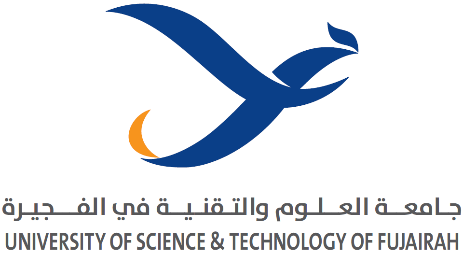 جامعة العلوم والتقنية في الفجيرة
UNIVERSITY OF SCIENCE & TECHNOLOGY OF FUJAIRAH